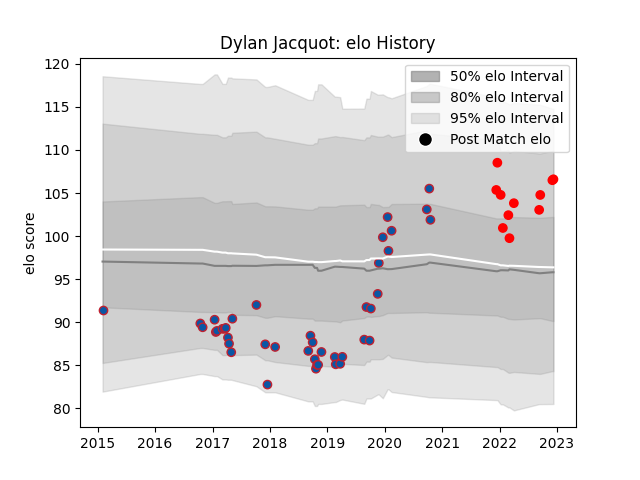 Dylan Jacquot: elo History
50% elo Interval
80% elo Interval
95% elo Interval
Post Match elo
elo score
120
115
110
105
100
95
90
85
80
2015 2016 2017 2018 2019 2020 2021 2022 2023